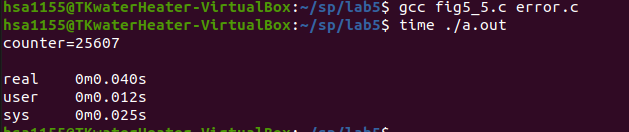 hsa1155@TKwaterHeater-VirtualBox:~/sp/lab5$ gcc fig5_5.c error.c
hsa1155@TKwaterHeater-VirtualBox:~/sp/lab5$ time ./a.out
counter=25607
real 0m0.040s
user 0m0.012s
sys 0m0.025s
hsa1155@TKwaterHeater-VirtualBox:~/sp/lab5$